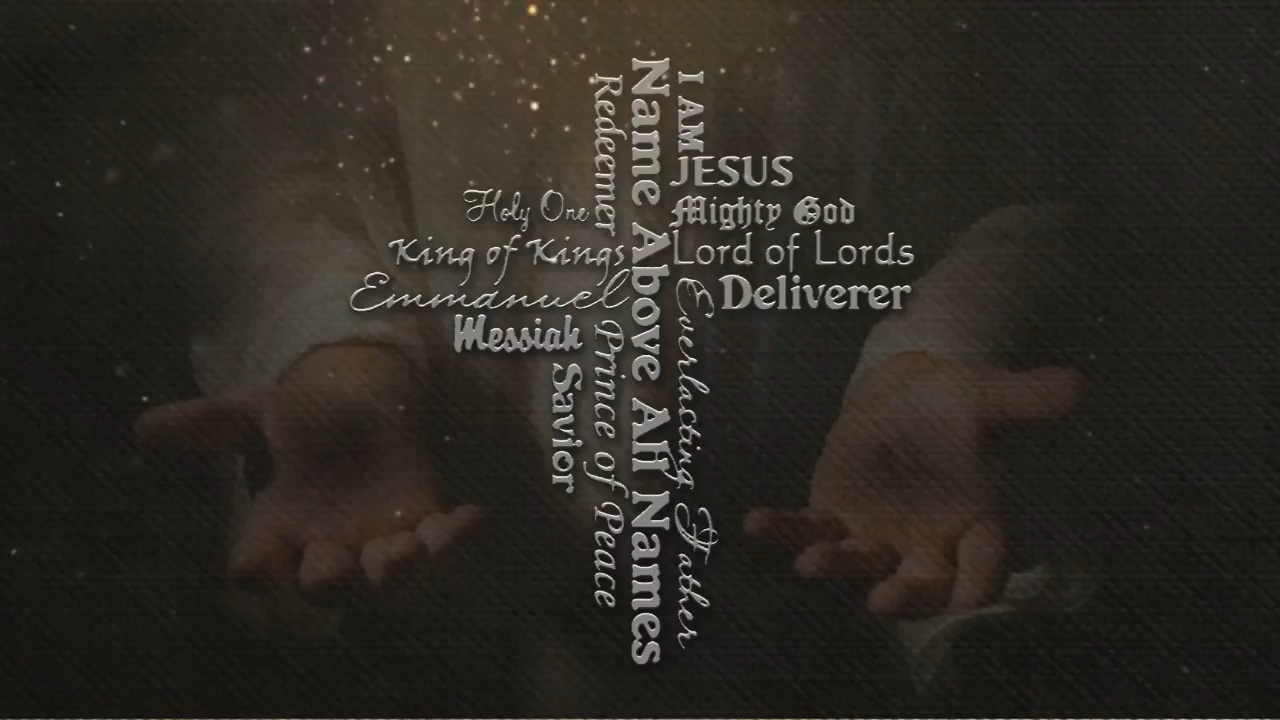 I AM
Name Above All Names
Redeemer
JESUS
Holy One
Mighty God
King of Kings
Lord of Lords
Emmanuel
Deliverer
Messiah
Everlasting Father
Prince of Peace
Savior